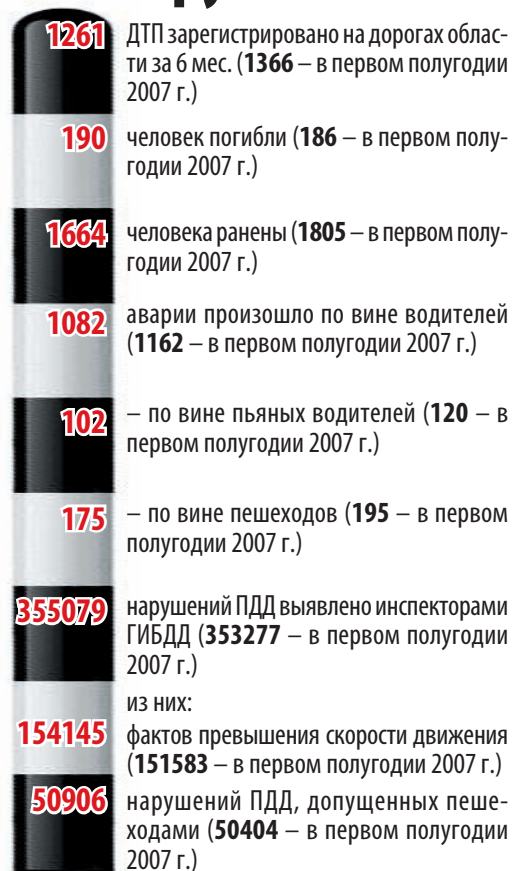 1261 ДТП зарегистрировано на дорогах облас-
ти за 6 мес. (1366 – в первом полугодии
2007 г.)
190 человек погибли (186 – в первом полу-
годии 2007 г.)
1664 человека ранены (1805 – в первом полу-
годии 2007 г.)
1082 аварии произошло по вине водителей
(1162 – в первом полугодии 2007 г.)
102 – по вине пьяных водителей (120 – в
первом полугодии 2007 г.)
175 – по вине пешеходов (195 – в первом
полугодии 2007 г.)
355079 нарушений ПДД выявлено инспекторами
ГИБДД (353277 – в первом полугодии
2007 г.)
из них:
154145 фактов превышения скорости движения
(151583 – в первом полугодии 2007 г.)
50906 нарушений ПДД, допущенных пеше-
ходами (50404 – в первом полугодии
2007 г.)